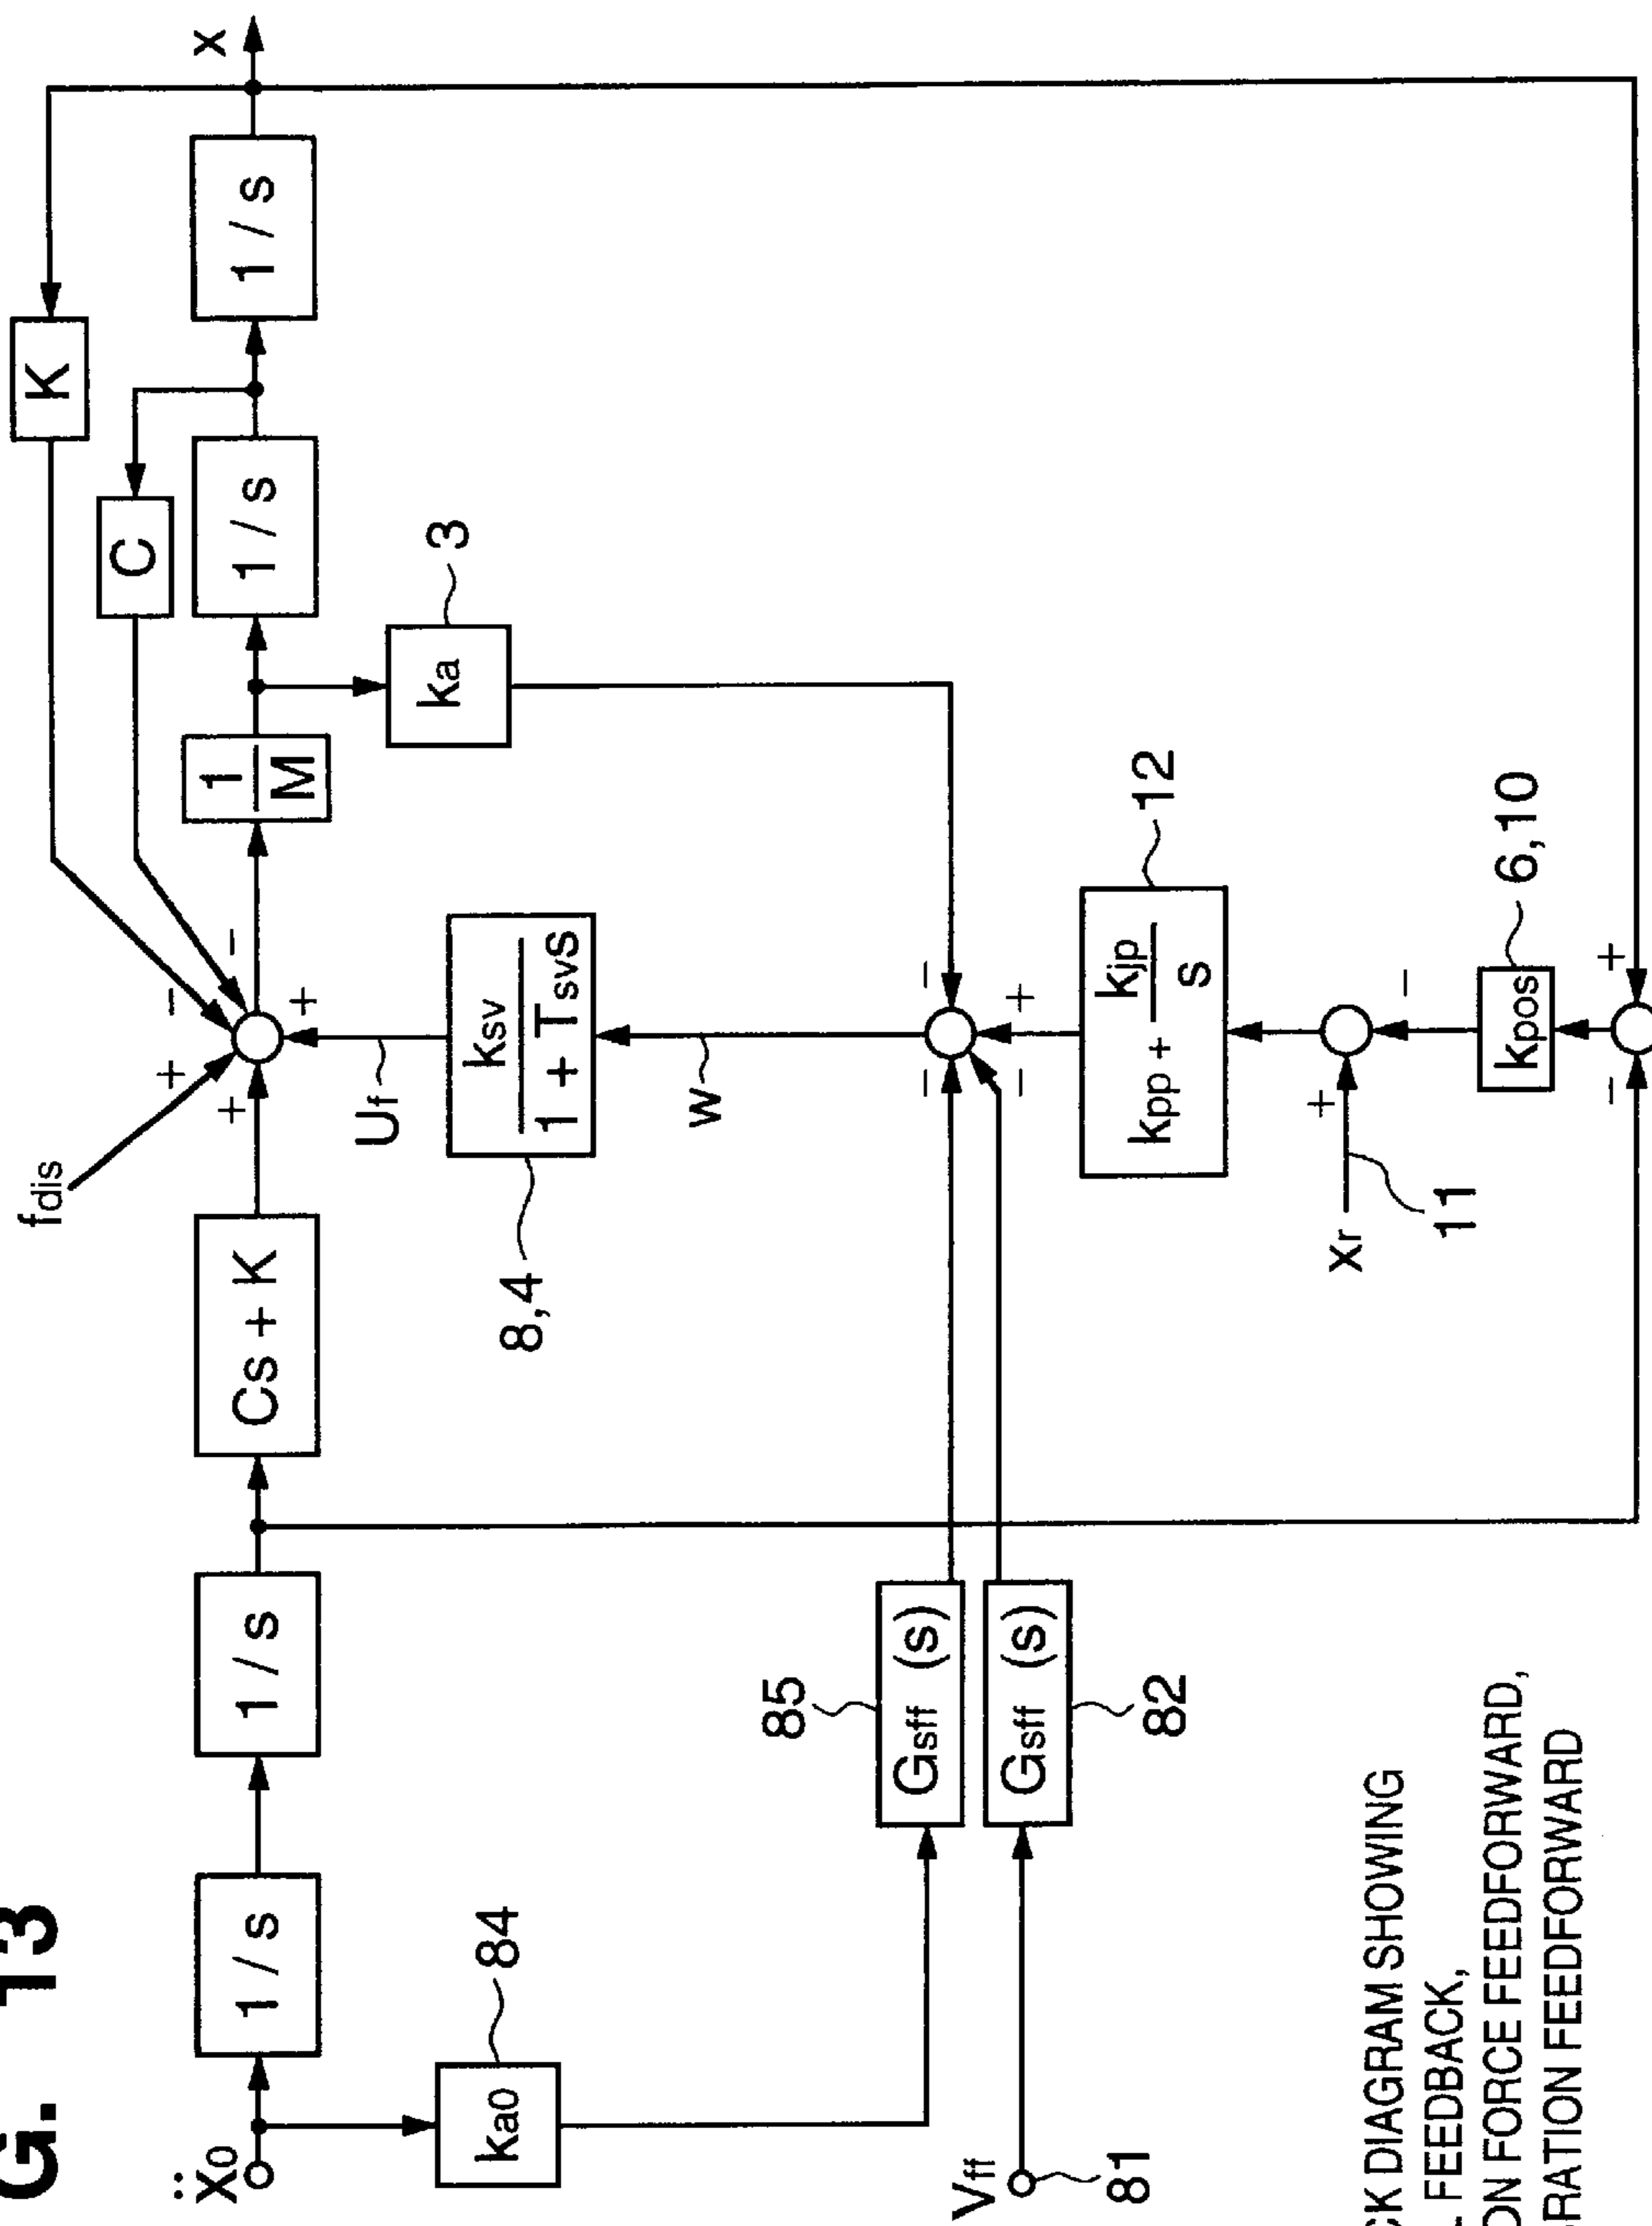 G. 13
ẍ0
1 / s
1 / s
Cs + K
fdis
+
+
−
−
+
1
M
1 / s
1 / s
x
K
C
ka0
84
Uf
ksv
1 + Tsvs
8,4
ka
3
w
85
Gsff (s)
Gsff (s)
82
Vff
81
−
−
−
+
kpp + kjp
s
12
xr
11
+
−
kpos
6,10
−
+
CK DIAGRAM SHOWING
FEEDBACK,
ON FORCE FEEDFORWARD,
RATION FEEDFORWARD